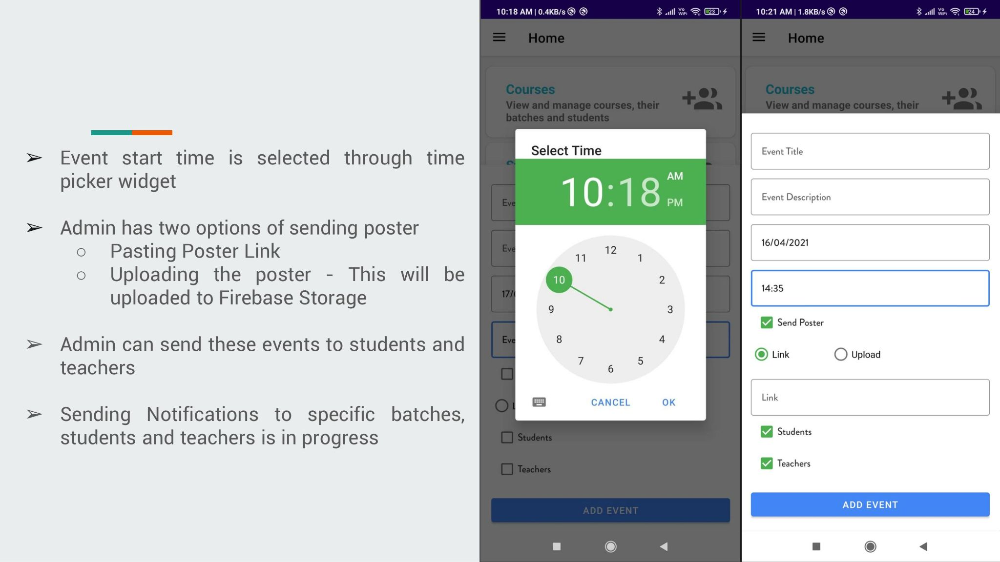 ➢ Event start time is selected through time
picker widget
➢ Admin has two options of sending poster
○ Pasting Poster Link
○ Uploading the poster - This will be
uploaded to Firebase Storage
➢ Admin can send these events to students and
teachers
➢ Sending Notifications to specific batches,
students and teachers is in progress
10:18 AM | 0.4KB/s
Vo WiFi 23
Home
Courses
View and manage courses, their
batches and students
Select Time
10:18 AM PM
12
11 1
10 2
9 3
8 4
7 5
6
CANCEL OK
Eve
Eve
17/
Eve
Students
Teachers
ADD EVENT
10:21 AM | 1.8KB/s
Vo WiFi 24
Home
Courses
View and manage courses, their
Event Title
Event Description
16/04/2021
14:35
Send Poster
Link Upload
Link
Students
Teachers
ADD EVENT